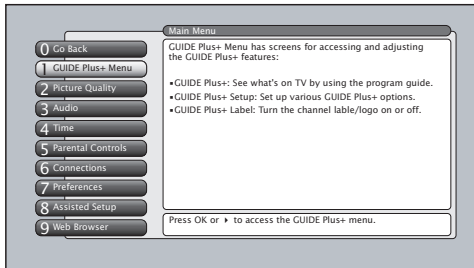 Main Menu
0 Go Back
1 GUIDE Plus+ Menu
2 Picture Quality
3 Audio
4 Time
5 Parental Controls
6 Connections
7 Preferences
8 Assisted Setup
9 Web Browser
GUIDE Plus+ Menu has screens for accessing and adjusting
the GUIDE Plus+ features:
▪GUIDE Plus+: See what's on TV by using the program guide.
▪GUIDE Plus+ Setup: Set up various GUIDE Plus+ options.
▪GUIDE Plus+ Label: Turn the channel lable/logo on or off.
Press OK or ▸ to access the GUIDE Plus+ menu.